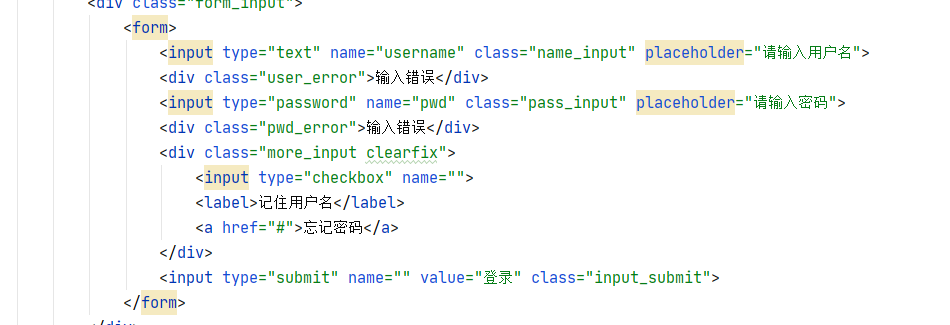 <div class="form_input">
<form>
<input type="text" name="username" class="name_input" placeholder="请输入用户名">
<div class="user_error">输入错误</div>
<input type="password" name="pwd" class="pass_input" placeholder="请输入密码">
<div class="pwd_error">输入错误</div>
<div class="more_input clearfix">
<input type="checkbox" name="">
<label>记住用户名</label>
<a href="#">忘记密码</a>
</div>
<input type="submit" name="" value="登录" class="input_submit">
</form>
</div>